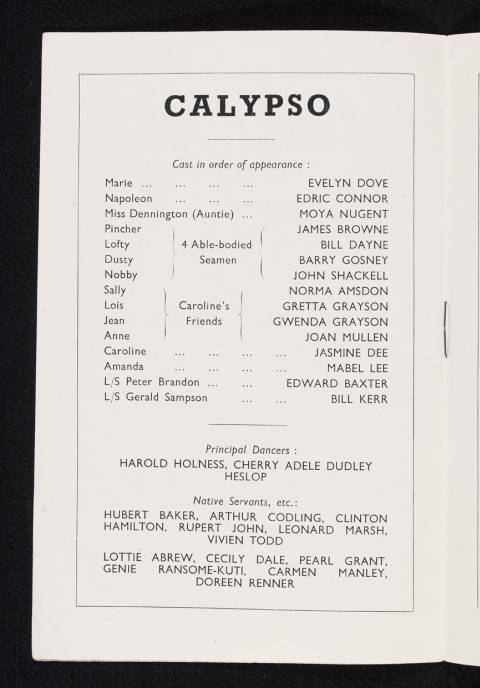 CALYPSO
Cast in order of appearance :
Marie ... ... ... ... EVELYN DOVE
Napoleon ... ... ... EDRIC CONNOR
Miss Dennington (Auntie) ... MOYA NUGENT
Pincher JAMES BROWNE
Lofty 4 Able-bodied BILL DAYNE
Dusty Seamen BARRY GOSNEY
Nobby JOHN SHACKELL
Sally NORMA AMSDON
Lois Caroline's GRETTA GRAYSON
Jean Friends GWENDA GRAYSON
Anne JOAN MULLEN
Caroline ... ... ... ... JASMINE DEE
Amanda ... ... ... ... MABEL LEE
L/S Peter Brandon ... ... EDWARD BAXTER
L/S Gerald Sampson ... ... BILL KERR
Principal Dancers :
HAROLD HOLNESS, CHERRY ADELE DUDLEY
HESLOP
Native Servants, etc.:
HUBERT BAKER, ARTHUR CODLING, CLINTON
HAMILTON, RUPERT JOHN, LEONARD MARSH,
VIVIEN TODD
LOTTIE ABREW, CECILY DALE, PEARL GRANT,
GENIE RANSOME-KUTI, CARMEN MANLEY,
DOREEN RENNER